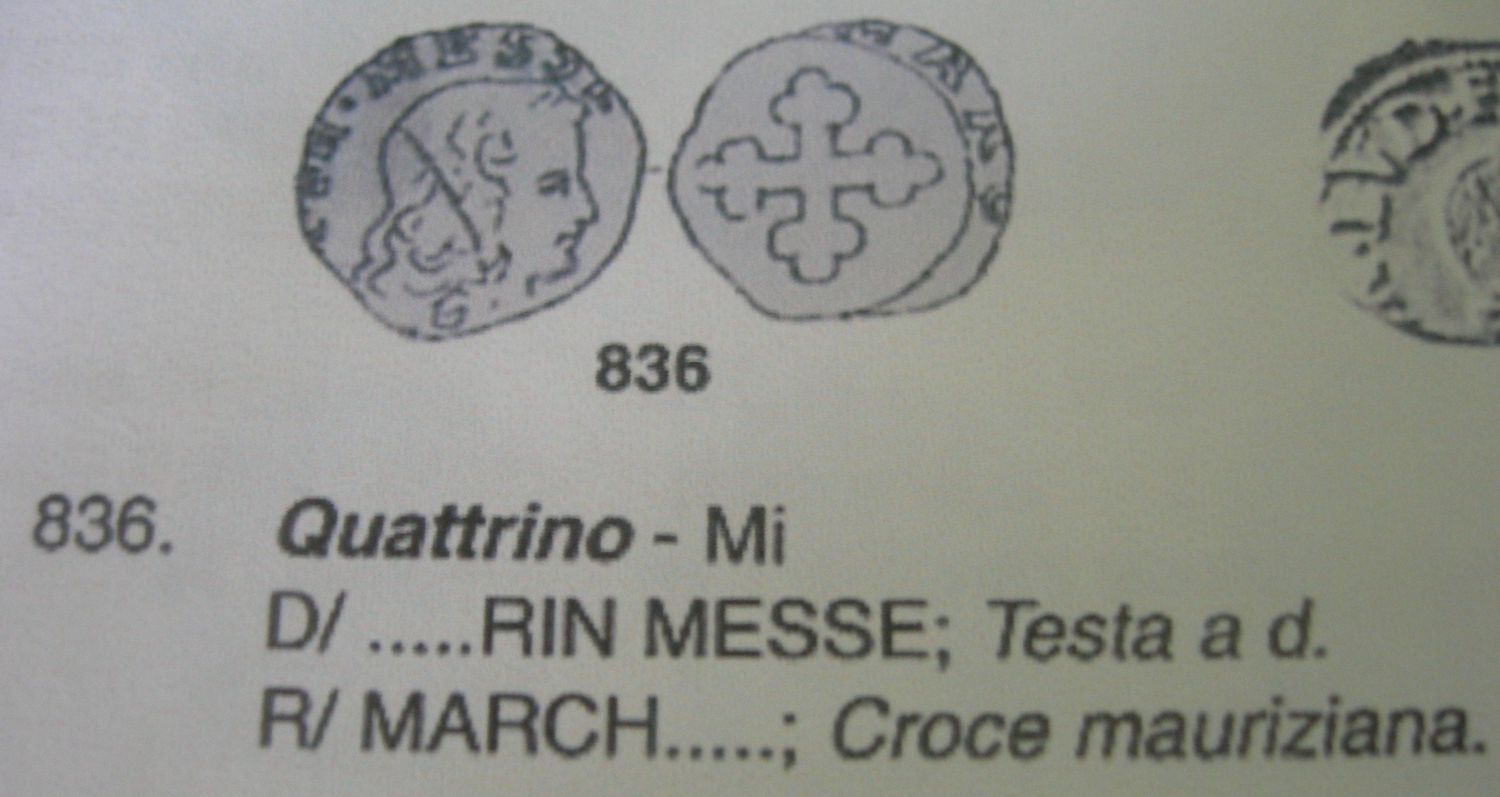 836
836. Quattrino - Mi
D/ .....RIN MESSE; Testa a d.
R/ MARCH.....; Croce mauriziana.